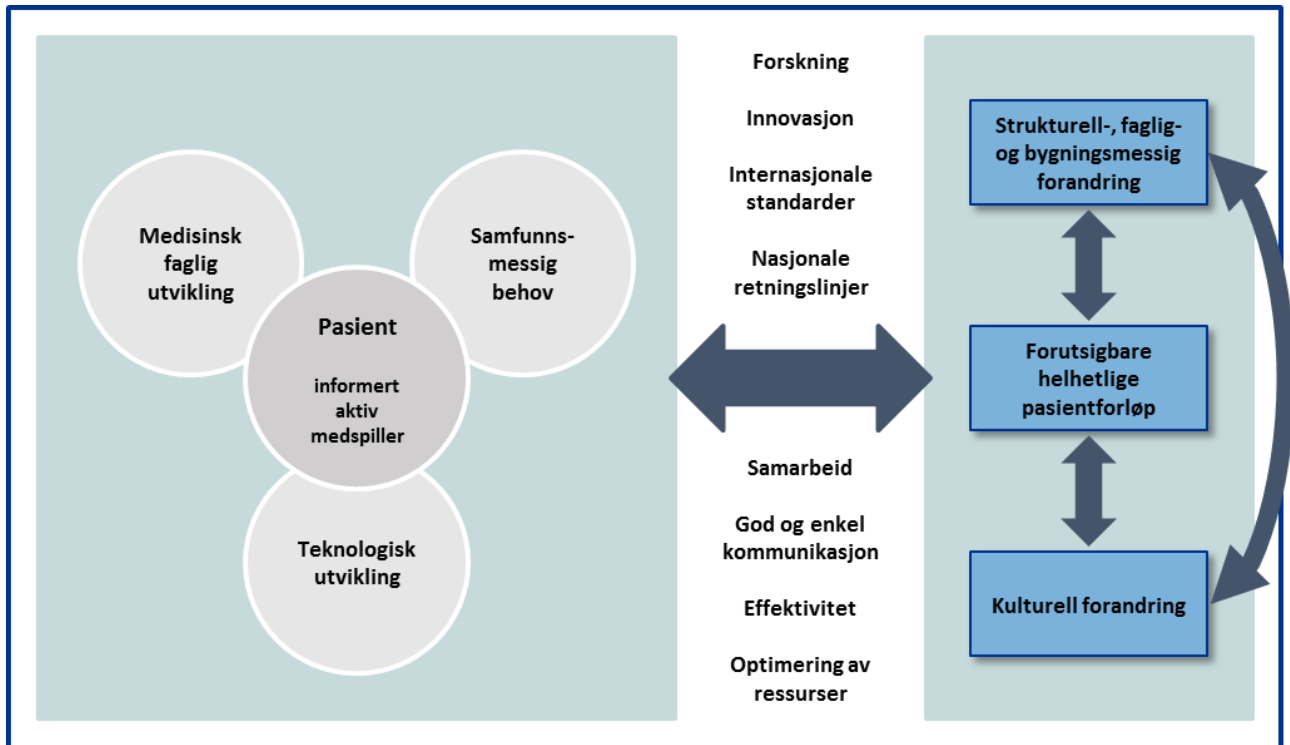 Medisinsk
faglig
utvikling
Samfunns-
messig
behov
Pasient
informert
aktiv
medspiller
Teknologisk
utvikling
Forskning
Innovasjon
Internasjonale
standarder
Nasjonale
retningslinjer
Samarbeid
God og enkel
kommunikasjon
Effektivitet
Optimering av
ressurser
Strukturell-, faglig-
og bygningsmessig
forandring
Forutsigbare
helhetlige
pasientforløp
Kulturell forandring